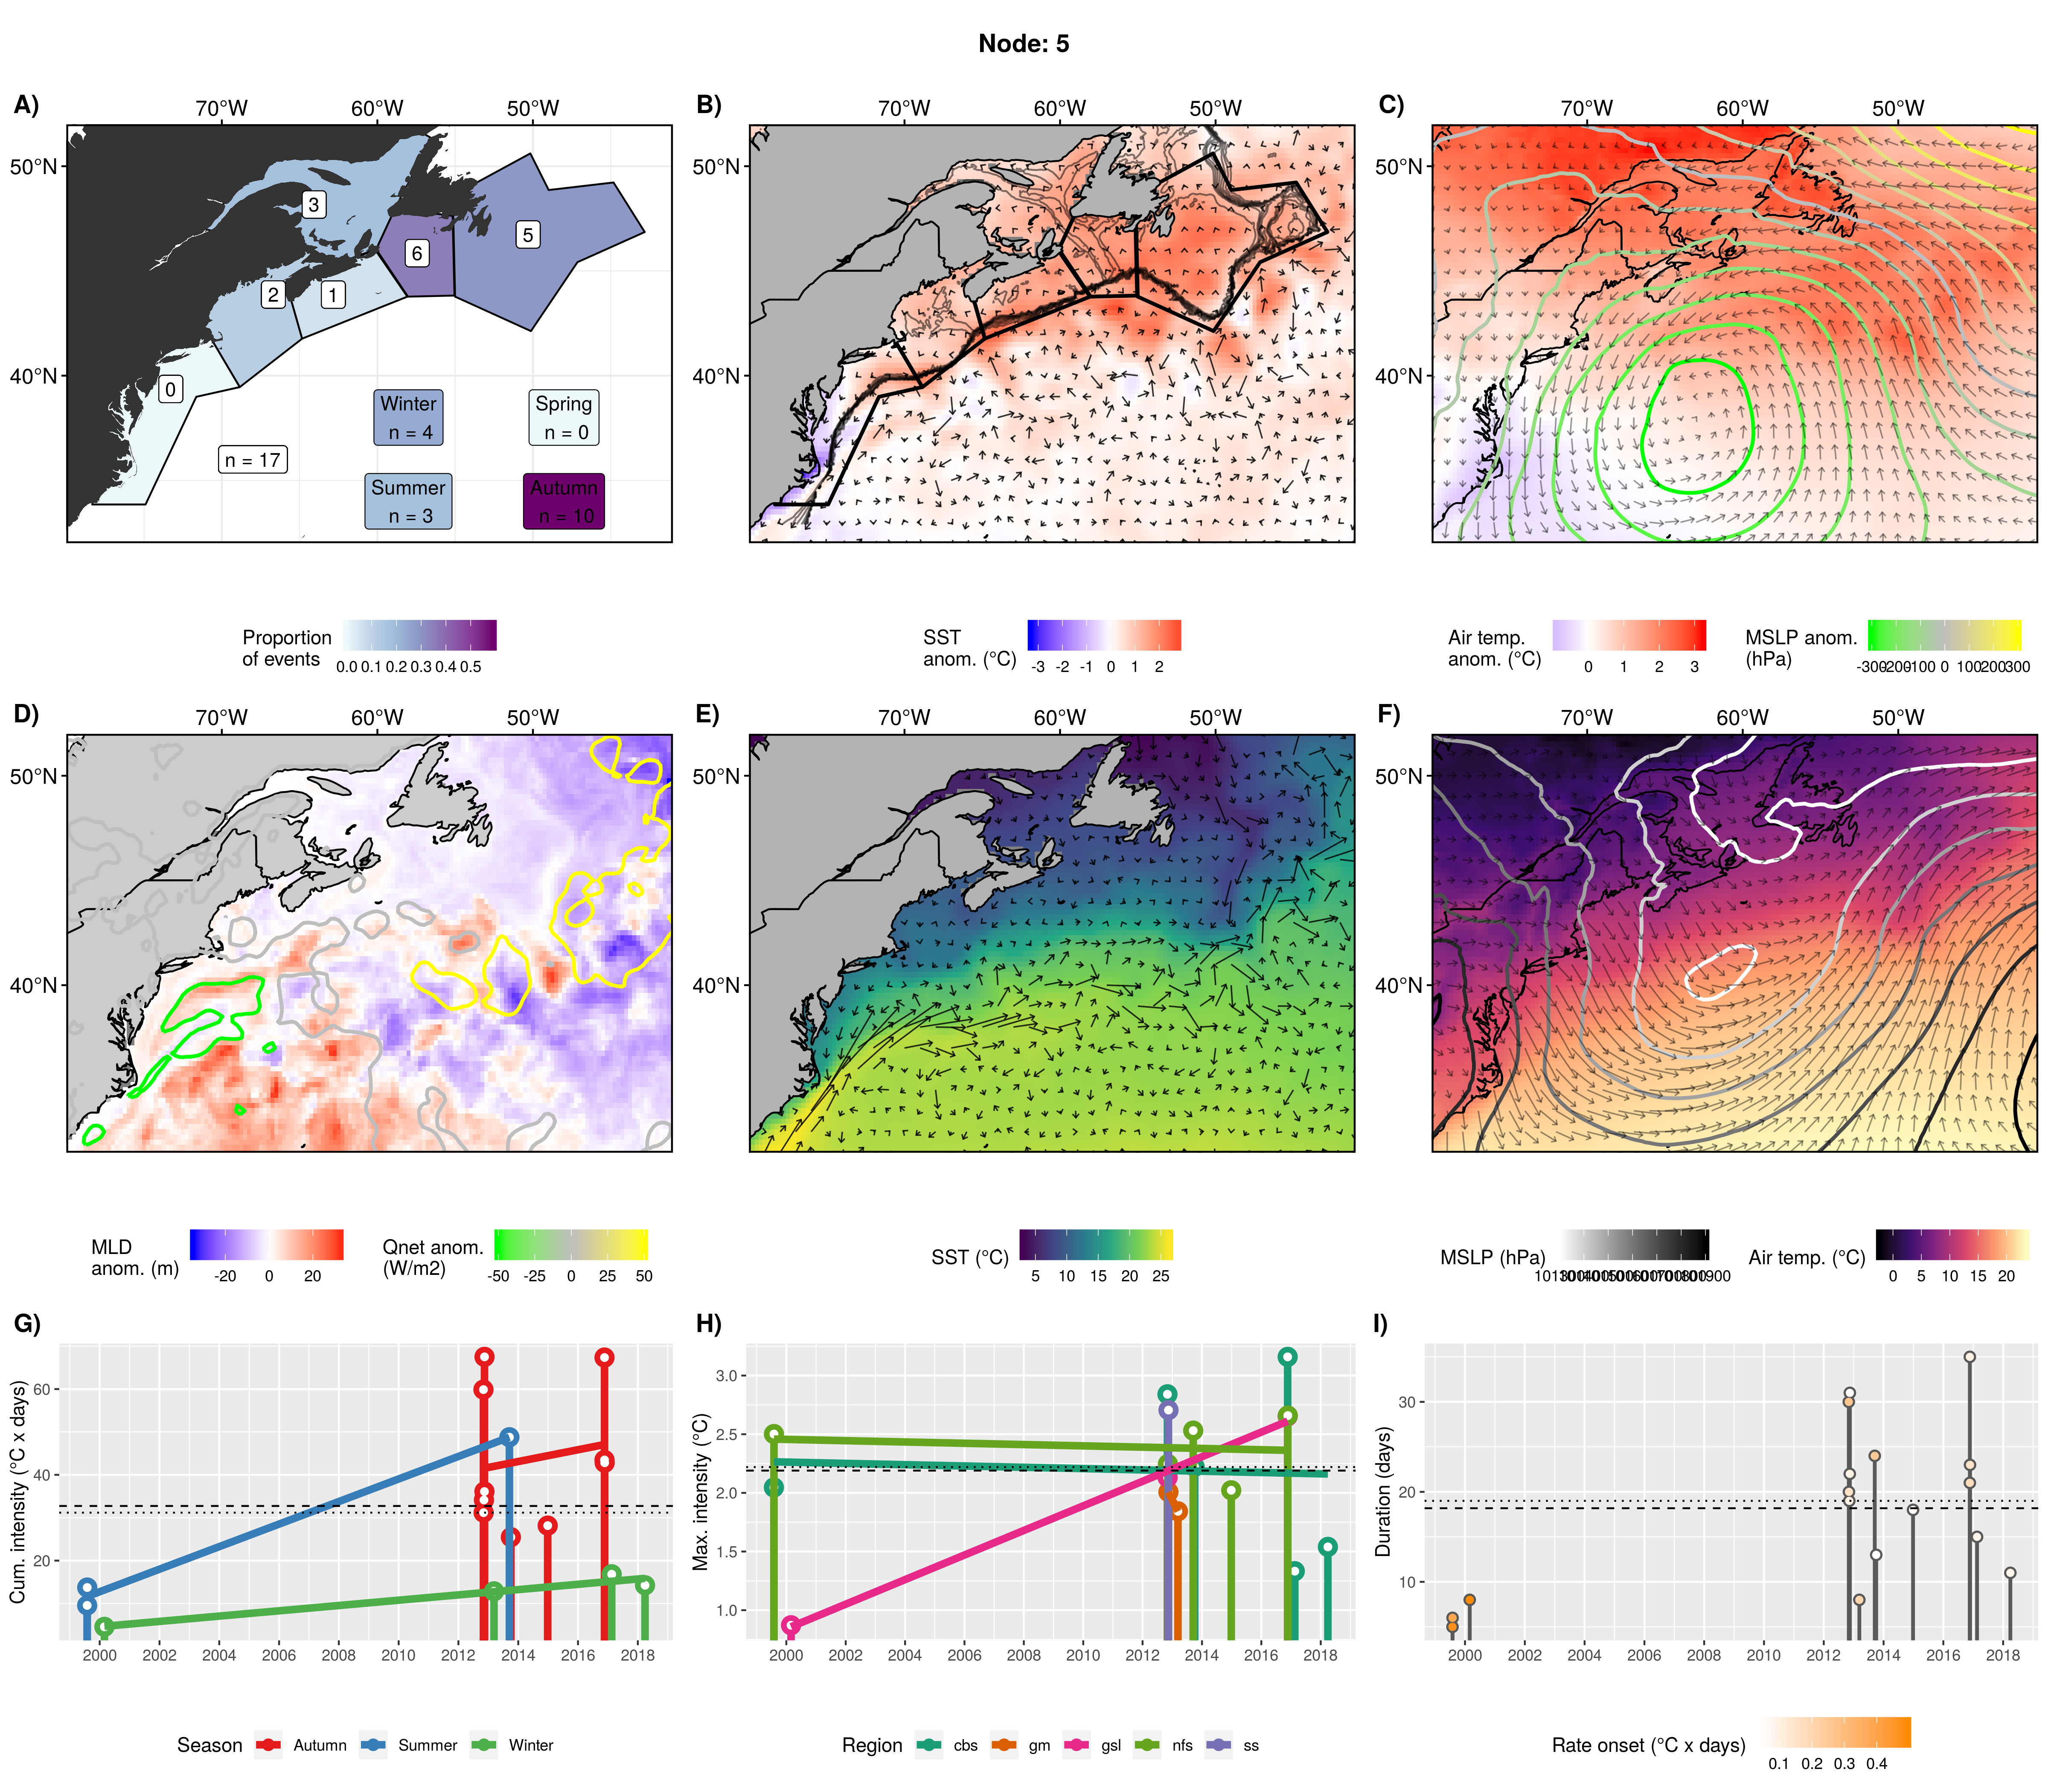 Node: 5
A)
70°W
60°W
50°W
50°N
40°N
3
6
5
2
1
0
n = 17
Winter
n = 4
Spring
n = 0
Summer
n = 3
Autumn
n = 10
Proportion
of events
0.0 0.1 0.2 0.3 0.4 0.5
B)
70°W
60°W
50°W
50°N
40°N
SST
anom. (°C)
-3 -2 -1 0 1 2
C)
70°W
60°W
50°W
50°N
40°N
Air temp.
anom. (°C)
0 1 2 3
MSLP anom.
(hPa)
-300 -200 -100 0 100 200 300
D)
70°W
60°W
50°W
50°N
40°N
MLD
anom. (m)
-20 0 20
Qnet anom.
(W/m2)
-50 -25 0 25 50
E)
70°W
60°W
50°W
50°N
40°N
SST (°C)
5 10 15 20 25
F)
70°W
60°W
50°W
50°N
40°N
MSLP (hPa)
Air temp. (°C)
0 5 10 15 20
G)
Cum. intensity (°C x days)
60
40
20
2000 2002 2004 2006 2008 2010 2012 2014 2016 2018
Season
Autumn
Summer
Winter
H)
Max. intensity (°C)
3.0
2.5
2.0
1.5
1.0
2000 2002 2004 2006 2008 2010 2012 2014 2016 2018
Region
cbs
gm
gsl
nfs
ss
I)
Duration (days)
30
20
10
2000 2002 2004 2006 2008 2010 2012 2014 2016 2018
Rate onset (°C x days)
0.1 0.2 0.3 0.4